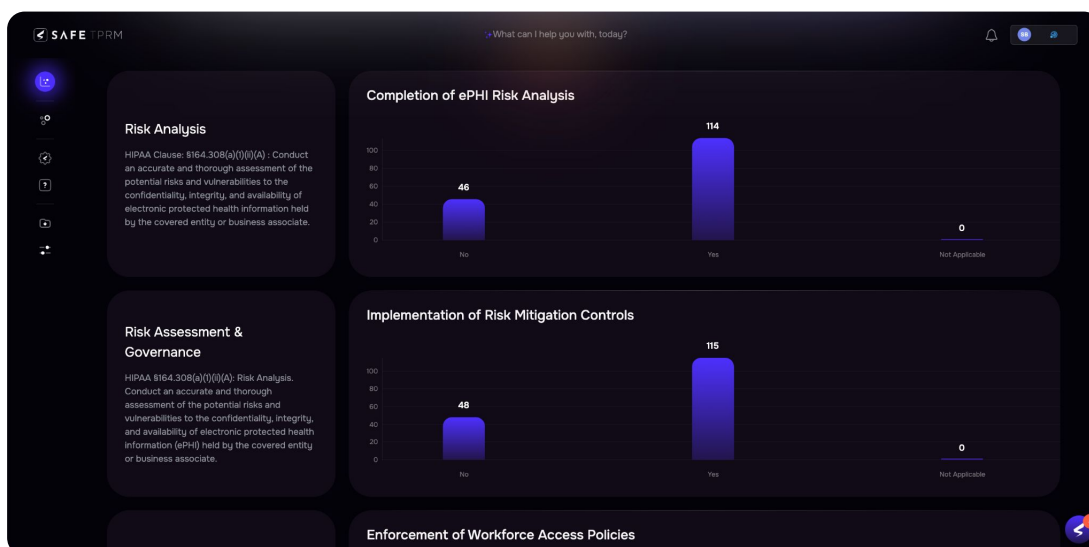 SAFE TPRM
What can I help you with, today?
SB
Risk Analysis
HIPAA Clause: §164.308(a)(1)(ii)(A) : Conduct
an accurate and thorough assessment of the
potential risks and vulnerabilities to the
confidentiality, integrity, and availability of
electronic protected health information held
by the covered entity or business associate.
Completion of ePHI Risk Analysis
114
100
80
60
46
40
20
0
0
No
Yes
Not Applicable
Risk Assessment &
Governance
HIPAA §164.308(a)(1)(ii)(A): Risk Analysis.
Conduct an accurate and thorough
assessment of the potential risks and
vulnerabilities to the confidentiality, integrity,
and availability of electronic protected health
information (ePHI) held by the covered entity
or business associate.
Implementation of Risk Mitigation Controls
115
100
80
60
48
40
20
0
0
No
Yes
Not Applicable
Enforcement of Workforce Access Policies